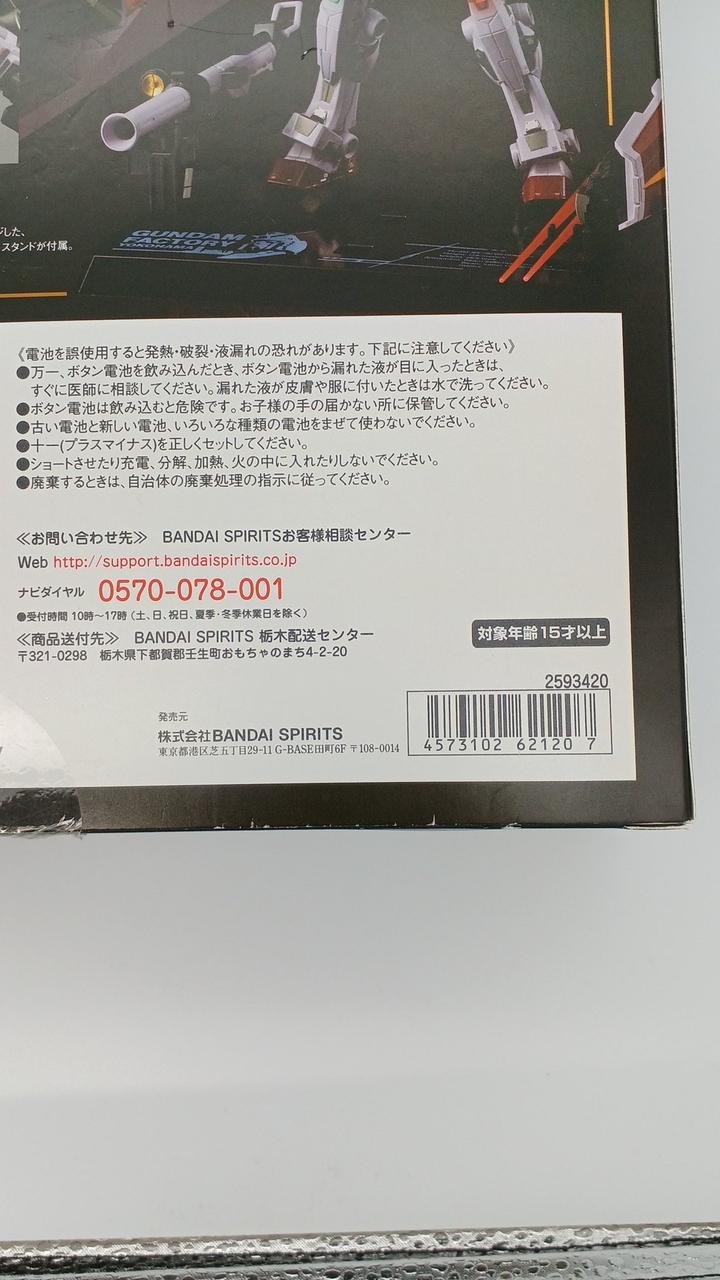 ジした、
スタンドが付属。
GUNDAM
FACTORY
YOKOHAMA
《電池を誤使用すると発熱・破裂・液漏れの恐れがあります。下記に注意してください》
●万一、ボタン電池を飲み込んだとき、ボタン電池から漏れた液が目に入ったときは、
すぐに医師に相談してください。漏れた液が皮膚や服に付いたときは水で洗ってください。
●ボタン電池は飲み込むと危険です。お子様の手の届かない所に保管してください。
●古い電池と新しい電池、いろいろな種類の電池をまぜて使わないでください。
●＋－(プラスマイナス)を正しくセットしてください。
●ショートさせたり充電、分解、加熱、火の中に入れたりしないでください。
●廃棄するときは、自治体の廃棄処理の指示に従ってください。
≪お問い合わせ先≫ BANDAI SPIRITSお客様相談センター
Web http://support.bandaispirits.co.jp
ナビダイヤル 0570-078-001
●受付時間 10時～17時（土、日、祝日、夏季・冬季休業日を除く）
≪商品送付先≫ BANDAI SPIRITS 栃木配送センター
〒321-0298 栃木県下都賀郡壬生町おもちゃのまち4-2-20
対象年齢15才以上
2593420
発売元
株式会社BANDAI SPIRITS
東京都港区芝五丁目29-11 G-BASE田町6F 〒108-0014
4573102 62120 7